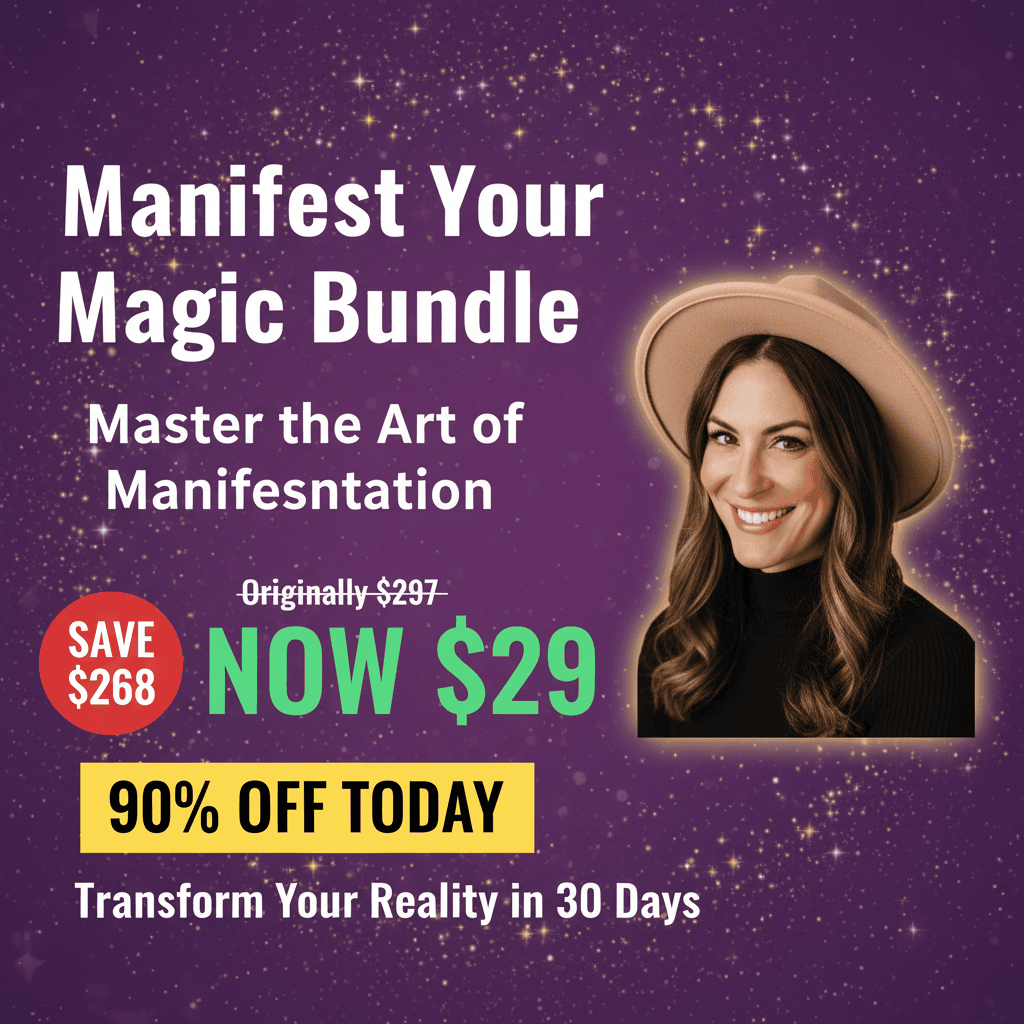 Manifest Your
Magic Bundle
Master the Art of
Manifesntation
Originally $297
SAVE
$268
NOW $29
90% OFF TODAY
Transform Your Reality in 30 Days